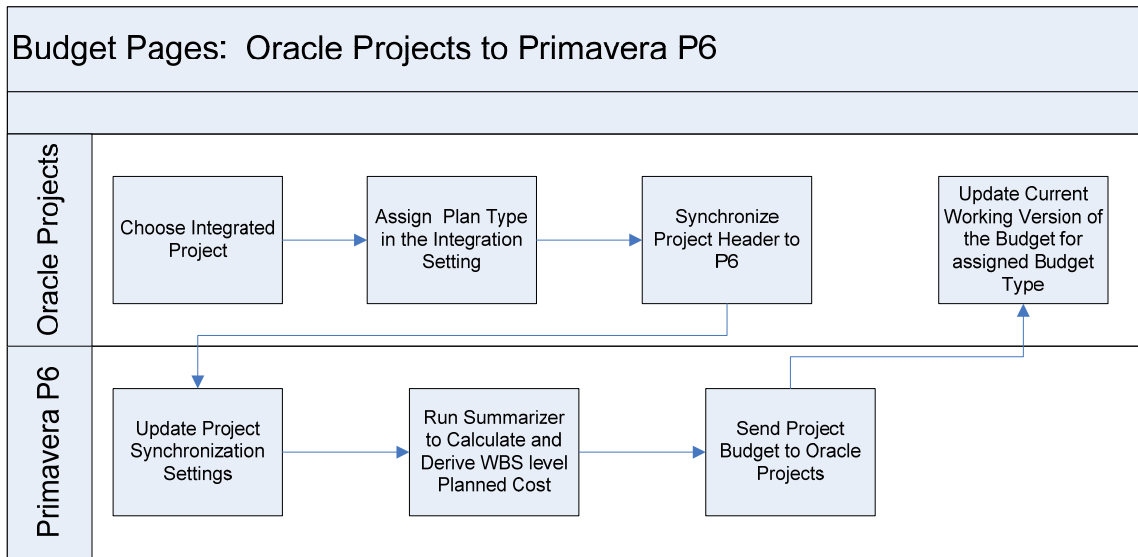 Budget Pages:  Oracle Projects to Primavera P6
Oracle Projects
Choose Integrated
Project
Assign  Plan Type
in the Integration
Setting
Synchronize
Project Header to
P6
Update Current
Working Version of
the Budget for
assigned Budget
Type
Primavera P6
Update Project
Synchronization
Settings
Run Summarizer
to Calculate and
Derive WBS level
Planned Cost
Send Project
Budget to Oracle
Projects